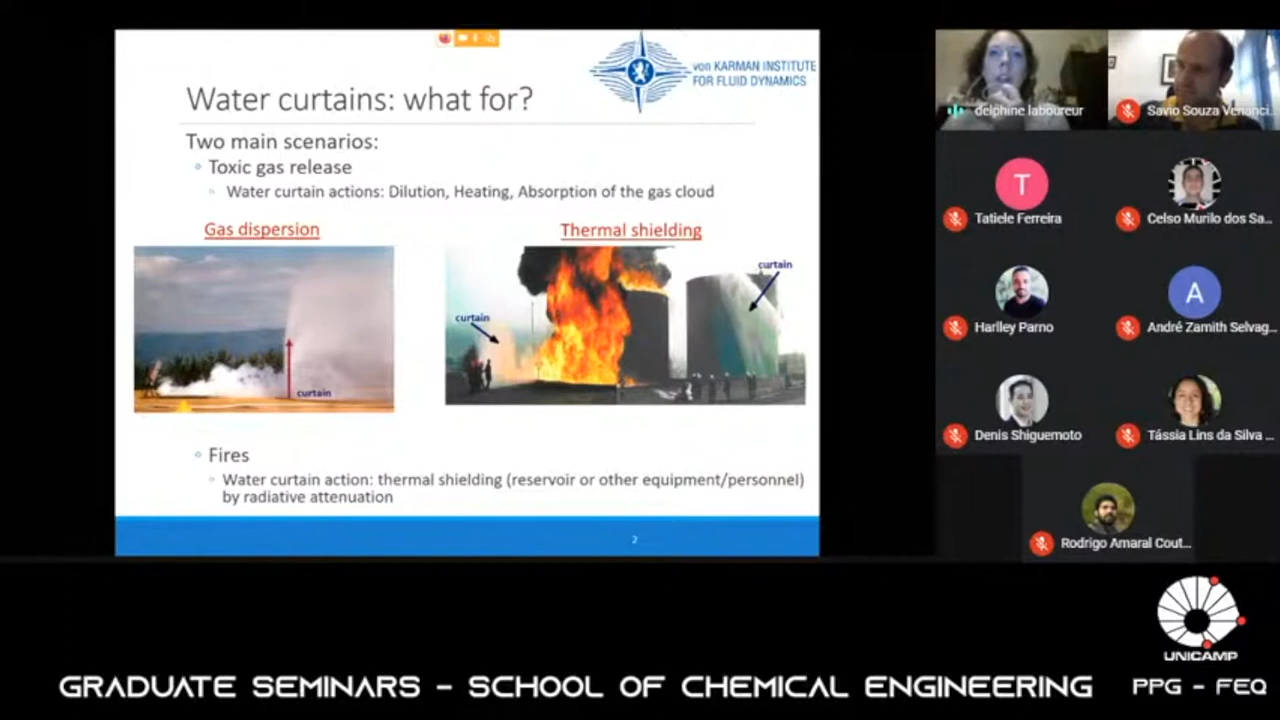 Water curtains: what for?
von KARMAN INSTITUTE
FOR FLUID DYNAMICS
Two main scenarios:
Toxic gas release
Water curtain actions: Dilution, Heating, Absorption of the gas cloud
Gas dispersion
Thermal shielding
curtain
curtain
curtain
Fires
Water curtain action: thermal shielding (reservoir or other equipment/personnel)
by radiative attenuation
2
delphine laboureur
Savio Souza Venanci...
T
Tatiele Ferreira
Celso Murilo dos Sa...
Harlley Parno
A
André Zamith Selvag...
Denis Shiguemoto
Tássia Lins da Silva ...
Rodrigo Amaral Cout...
UNICAMP
GRADUATE SEMINARS - SCHOOL OF CHEMICAL ENGINEERING
PPG - FEQ